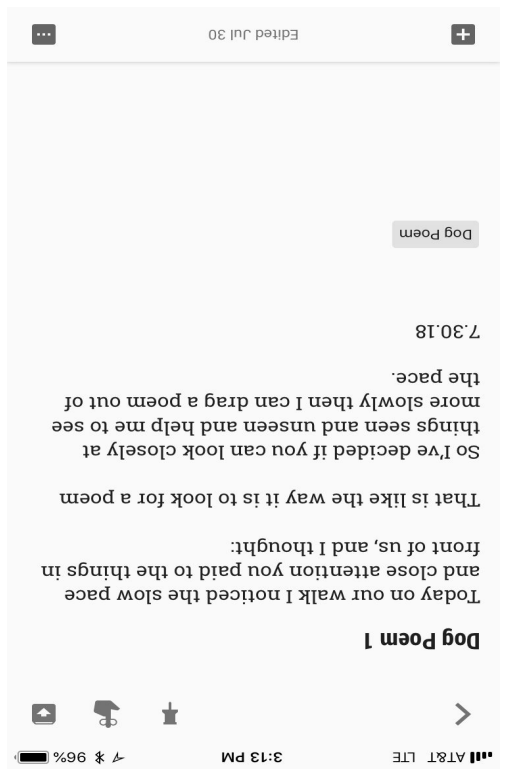 AT&T LTE 3:13 PM 96%
Dog Poem 1
Today on our walk I noticed the slow pace
and close attention you paid to the things in
front of us, and I thought:
That is like the way it is to look for a poem
So I've decided if you can look closely at
things seen and unseen and help me to see
more slowly then I can drag a poem out of
the pace.
7.30.18
Dog Poem
Edited Jul 30